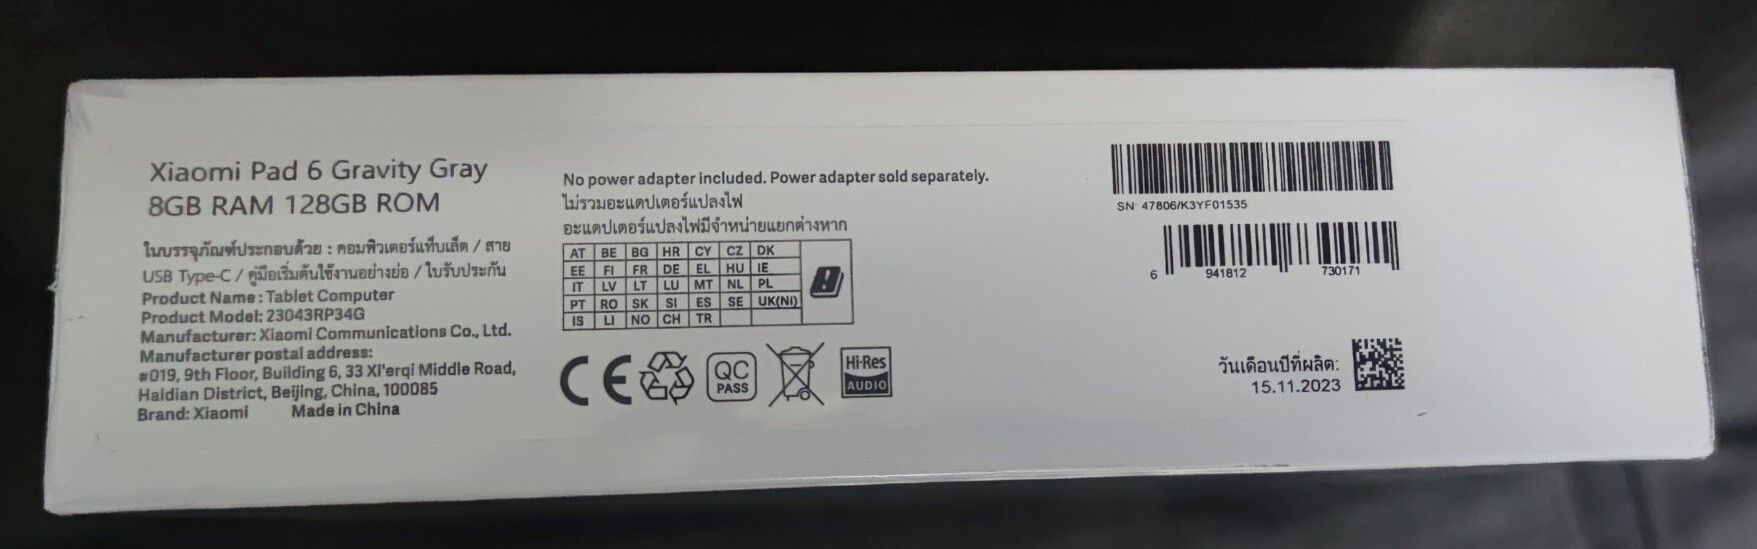 Xiaomi Pad 6 Gravity Gray
8GB RAM 128GB ROM
ในบรรจุภัณฑ์ประกอบด้วย : คอมพิวเตอร์แท็บเล็ต / สาย
USB Type-C / คู่มือเริ่มต้นใช้งานอย่างย่อ / ใบรับประกัน
Product Name : Tablet Computer
Product Model: 23043RP34G
Manufacturer: Xiaomi Communications Co., Ltd.
Manufacturer postal address:
#019, 9th Floor, Building 6, 33 Xi'erqi Middle Road,
Haidian District, Beijing, China, 100085
Brand: Xiaomi Made in China
No power adapter included. Power adapter sold separately.
ไม่รวมอะแดปเตอร์แปลงไฟ
อะแดปเตอร์แปลงไฟมีจำหน่ายแยกต่างหาก
AT BE BG HR CY CZ DK
EE FI FR DE EL HU IE
IT LV LT LU MT NL PL
PT RO SK SI ES SE UK(NI)
IS LI NO CH TR
CE
QC
PASS
Hi-Res
AUDIO
SN: 47806/K3YF01535
6 941812 730171
วันเดือนปีที่ผลิต:
15.11.2023